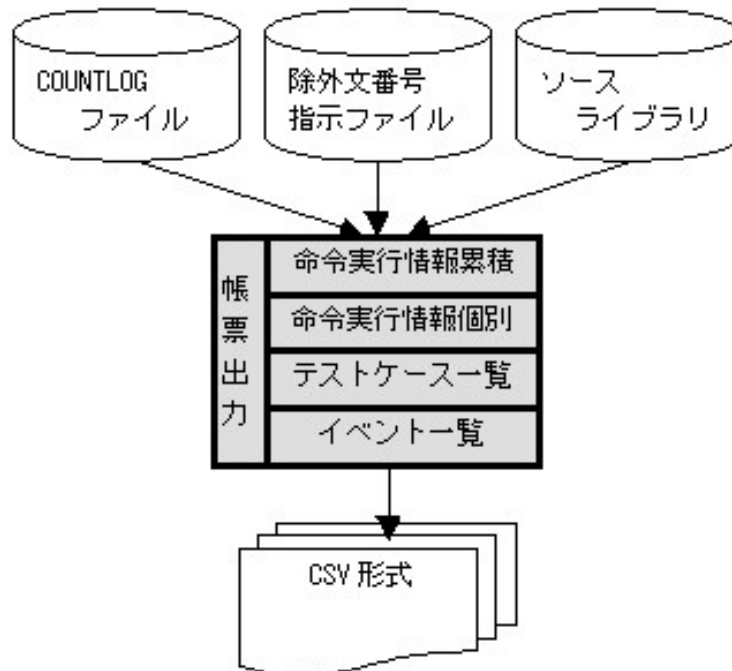 COUNTLOG
ファイル
除外文番号
指示ファイル
ソース
ライブラリ
帳票出力
命令実行情報累積
命令実行情報個別
テストケース一覧
イベント一覧
CSV形式